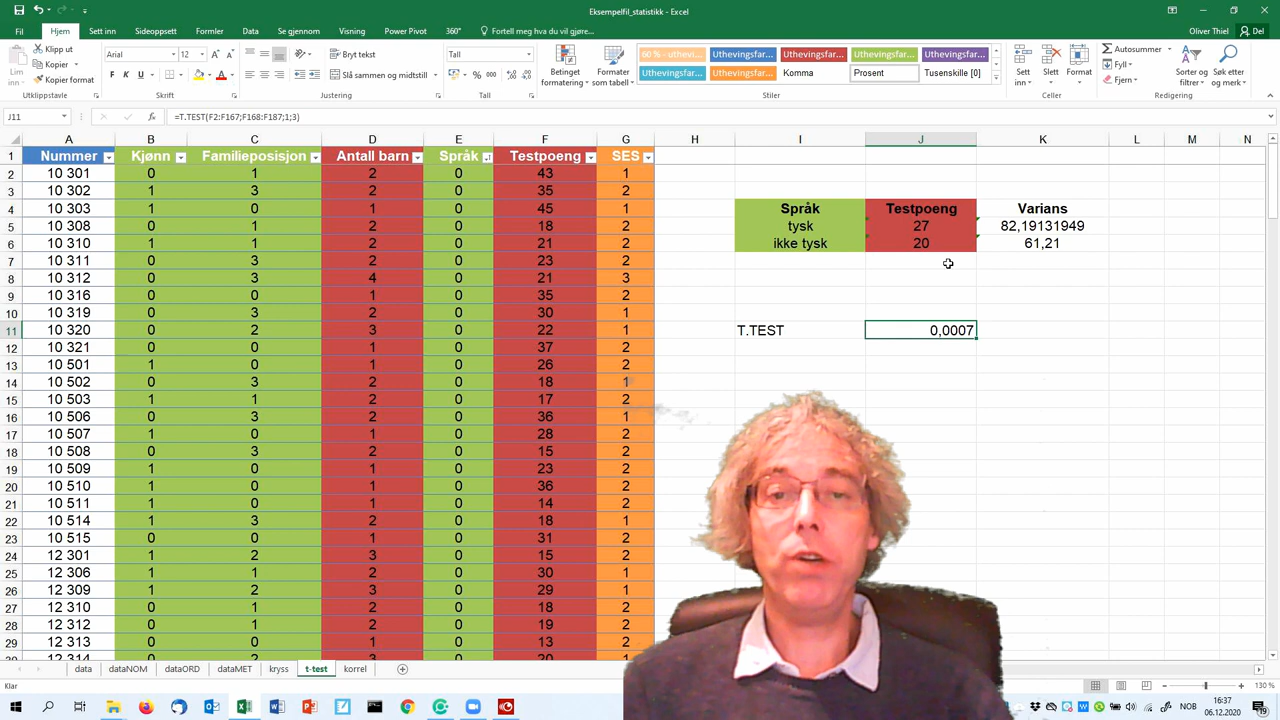 Eksempelfil_statistikk - Excel
Fil Hjem Sett inn Sideoppsett Formler Data Se gjennom Visning Power Pivot 360° Fortell meg hva du vil gjøre... Oliver Thiel Del
Lim inn Klipp ut Arial 12 Bryt tekst Tall
Kopier Kopier format Slå sammen og midtstill Betinget formatering Formater som tabell
60 % - uthevi... Uthevingsfar... Uthevingsfar... Uthevingsfar... Uthevingsfar...
Uthevingsfar... Uthevingsfar... Komma Prosent Tusenskille [0]
Sett inn Slett Format Fyll Fjern Sorter og filtrer Søk etter og merk
Utklippstavle Skrift Justering Tall Stiler Celler Redigering
J11 =T.TEST(F2:F167;F168:F187;1;3)
A B C D E F G H I J K L M N
1 Nummer Kjønn Familieposisjon Antall barn Språk Testpoeng SES
2 10 301 0 1 2 0 43 1
3 10 302 1 3 2 0 35 2
4 10 303 1 0 1 0 45 1 Språk Testpoeng Varians
5 10 308 0 1 2 0 18 2 tysk 27 82,19131949
6 10 310 1 1 2 0 21 2 ikke tysk 20 61,21
7 10 311 0 3 2 0 23 2
8 10 312 0 3 4 0 21 3
9 10 316 0 0 1 0 35 2
10 10 319 0 3 2 0 30 1
11 10 320 0 2 3 0 22 1 T.TEST 0,0007
12 10 321 0 0 1 0 37 2
13 10 501 1 0 1 0 26 2
14 10 502 0 3 2 0 18 1
15 10 503 1 1 2 0 17 2
16 10 506 0 3 2 0 36 1
17 10 507 1 0 1 0 28 2
18 10 508 0 3 2 0 15 2
19 10 509 1 0 1 0 23 2
20 10 510 1 0 1 0 36 2
21 10 511 1 0 1 0 14 2
22 10 514 1 3 2 0 18 1
23 10 515 0 0 1 0 31 2
24 12 301 1 2 3 0 15 2
25 12 306 1 1 2 0 30 1
26 12 309 1 2 3 0 29 1
27 12 310 0 1 2 0 18 2
28 12 312 0 1 2 0 19 2
29 12 313 0 0 1 0 13 2
data dataNOM dataORD dataMET kryss t-test korrel
Klar 130 %
NOB 16:37
06.12.2020